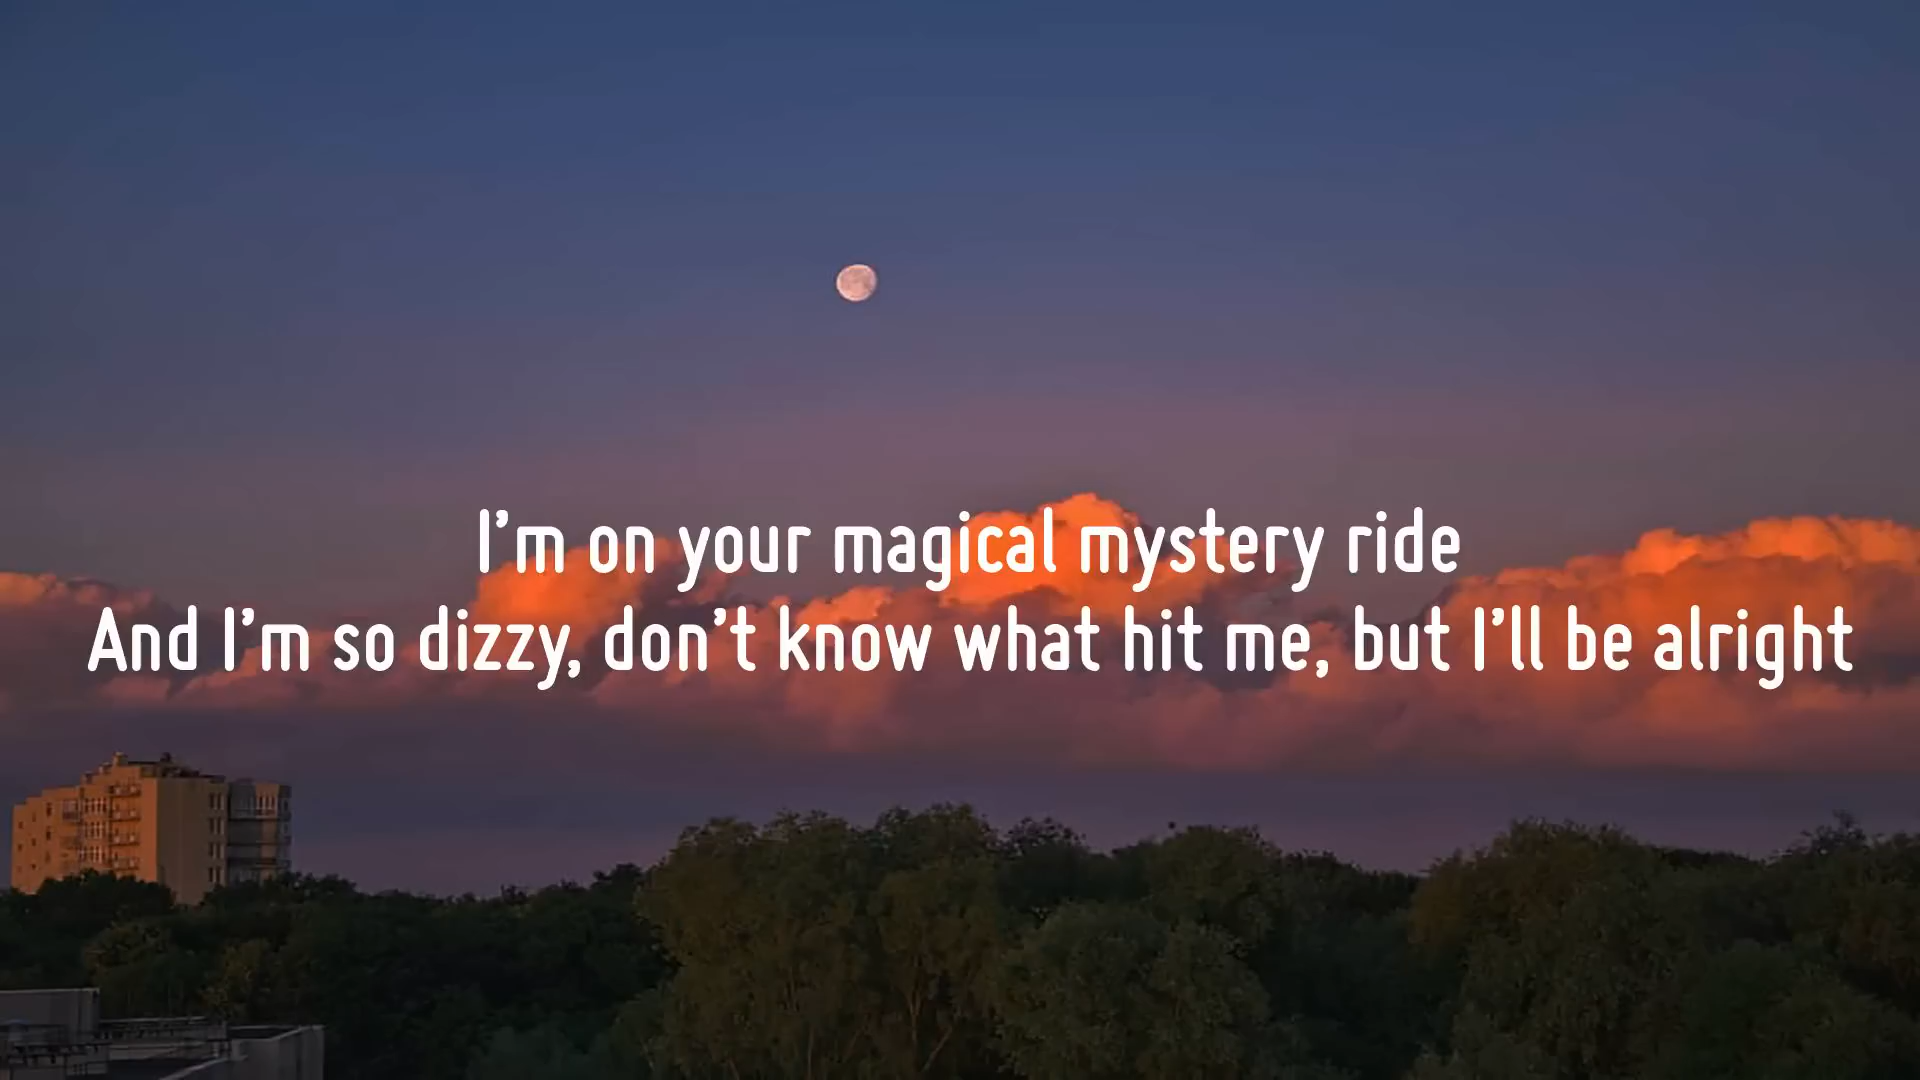 I’m on your magical mystery ride
And I’m so dizzy, don’t know what hit me, but I’ll be alright